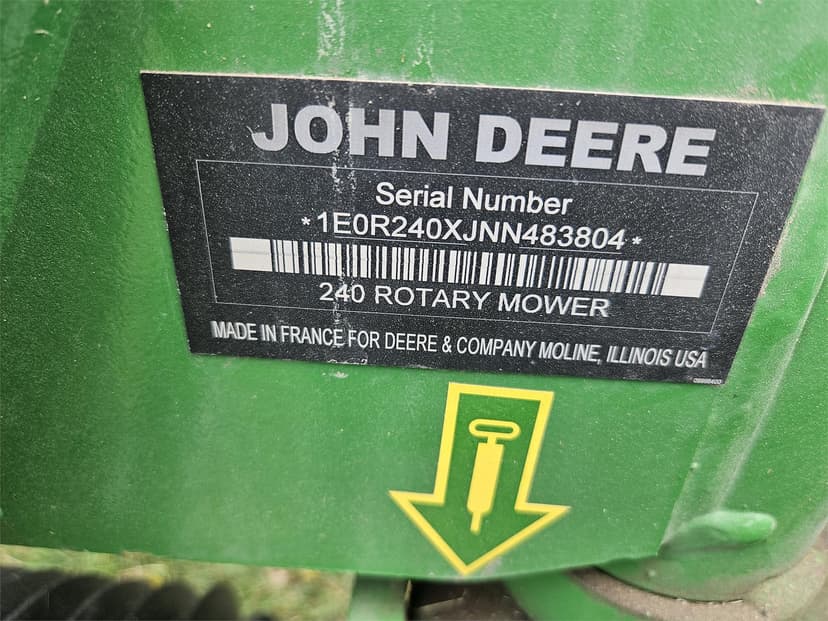 JOHN DEERE
Serial Number
*1E0R240XJNN483804*
240 ROTARY MOWER
MADE IN FRANCE FOR DEERE & COMPANY MOLINE, ILLINOIS USA